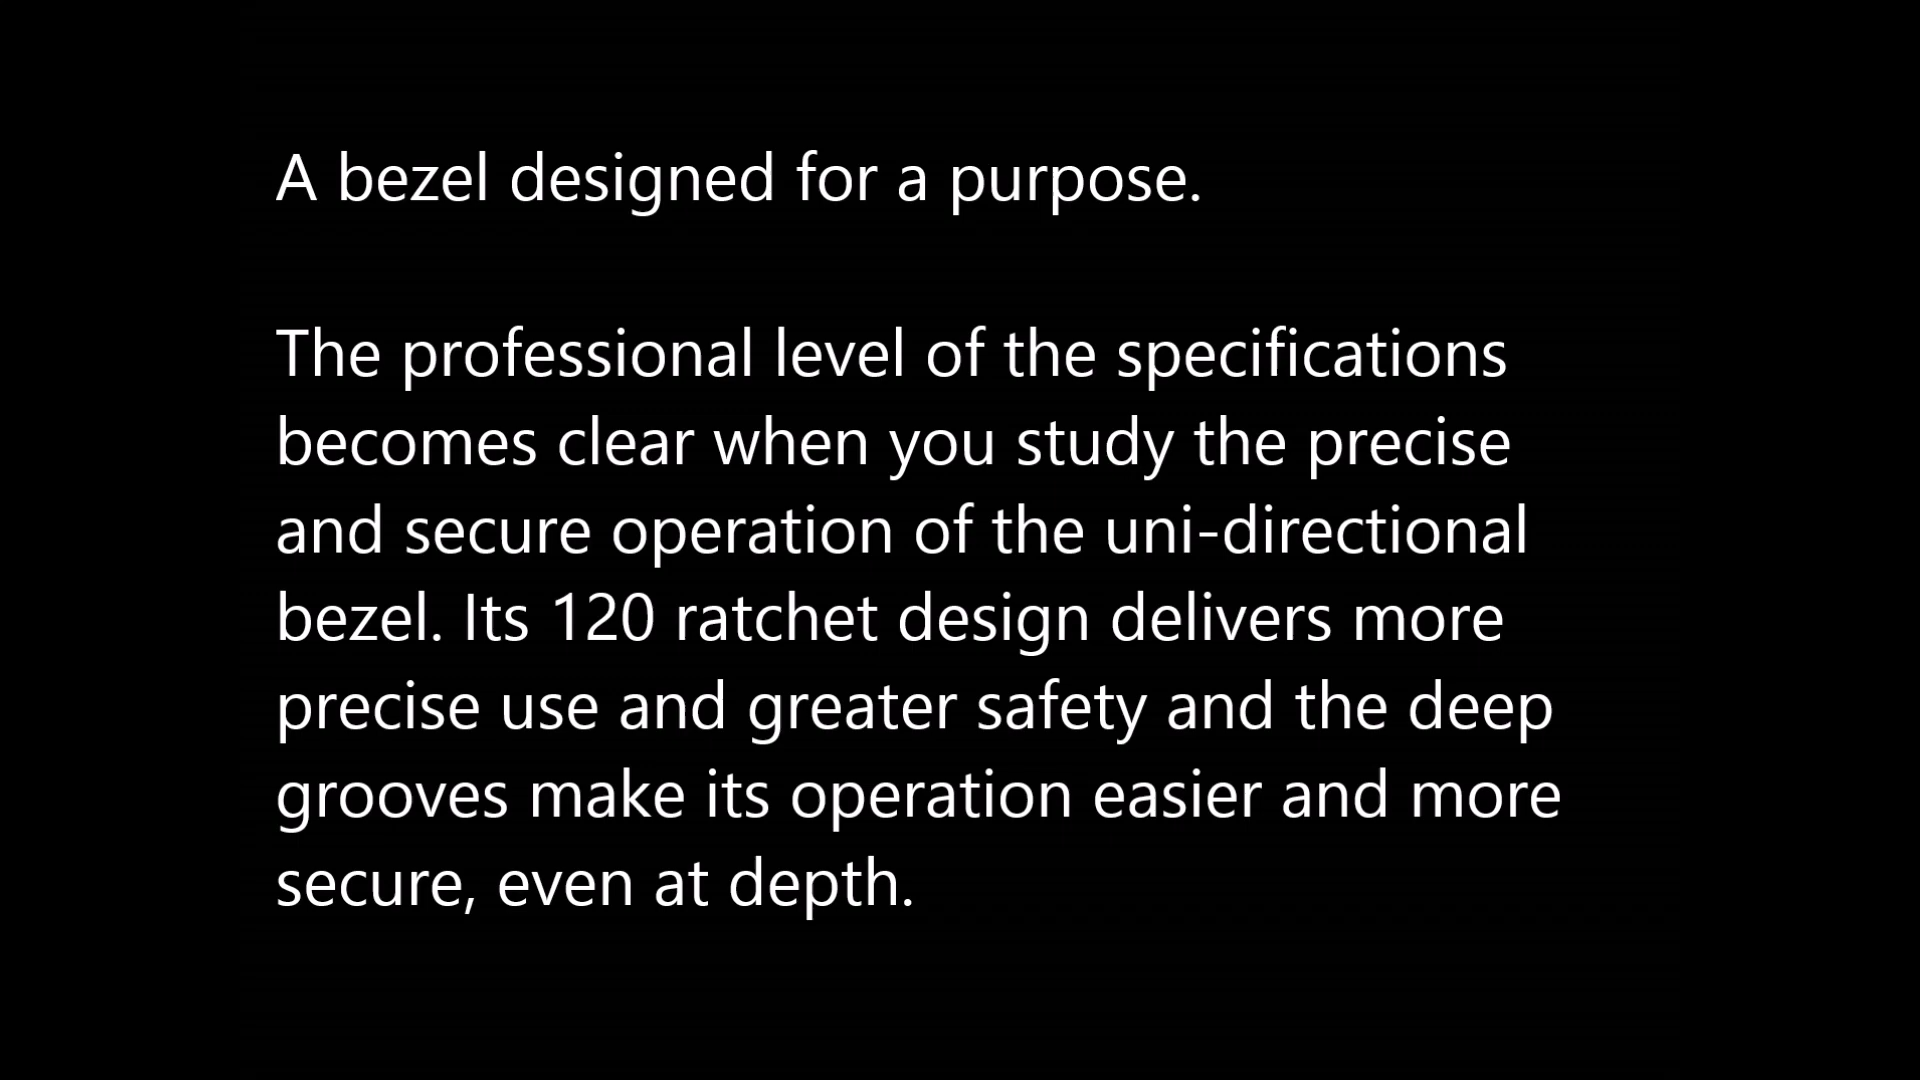 A bezel designed for a purpose.
The professional level of the specifications
becomes clear when you study the precise
and secure operation of the uni-directional
bezel. Its 120 ratchet design delivers more
precise use and greater safety and the deep
grooves make its operation easier and more
secure, even at depth.